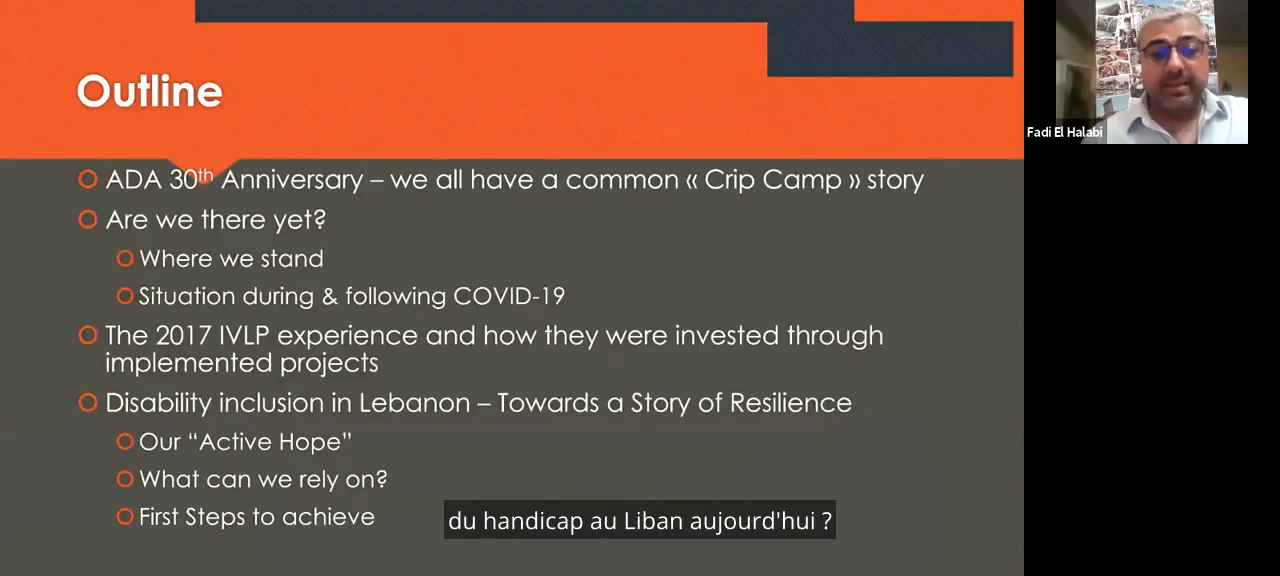 Outline
ADA 30th Anniversary – we all have a common « Crip Camp » story
Are we there yet?
Where we stand
Situation during & following COVID-19
The 2017 IVLP experience and how they were invested through
implemented projects
Disability inclusion in Lebanon – Towards a Story of Resilience
Our “Active Hope”
What can we rely on?
First Steps to achieve
du handicap au Liban aujourd'hui ?
Fadi El Halabi